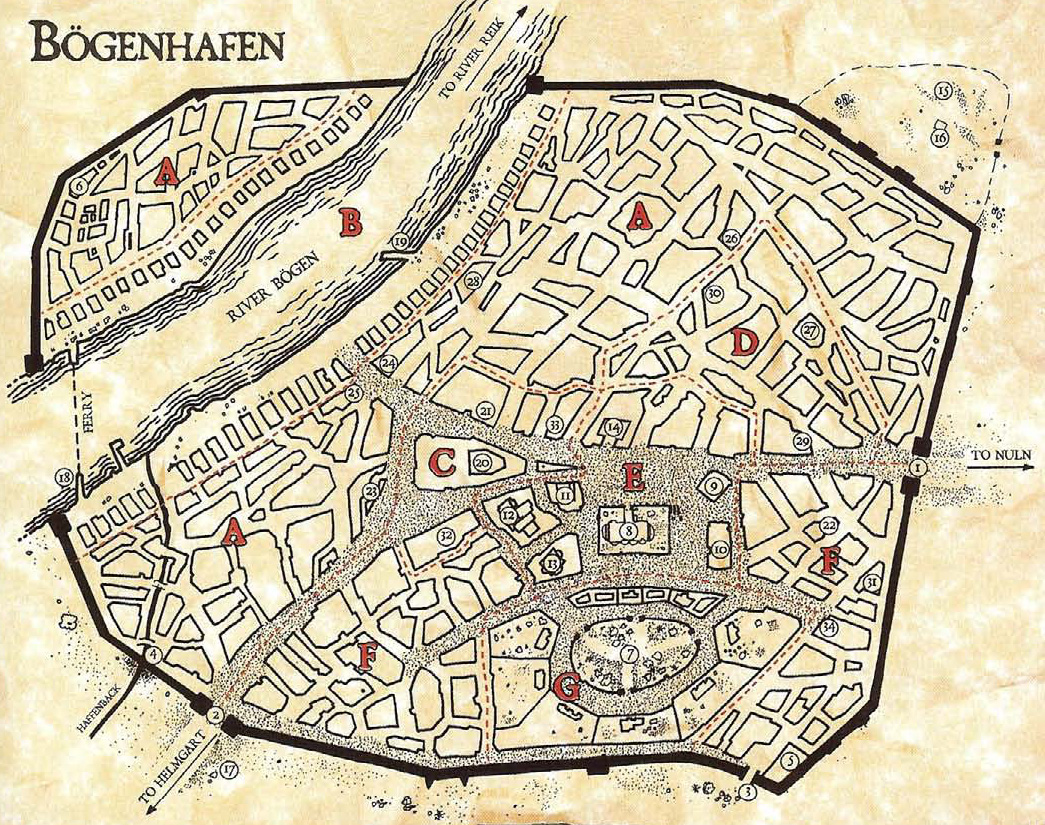 BÖGENHAFEN
TO RIVER REIK
15
16
A
6
B
A
19
26
RIVER BÖGEN
28
30
27
D
24
25
FERRY
21
33
14
29
TO NULN
1
C
20
E
18
23
9
11
12
8
22
A
32
10
13
F
31
34
4
F
7
G
HAFFENBACK
2
TO HELMGART
17
5
3